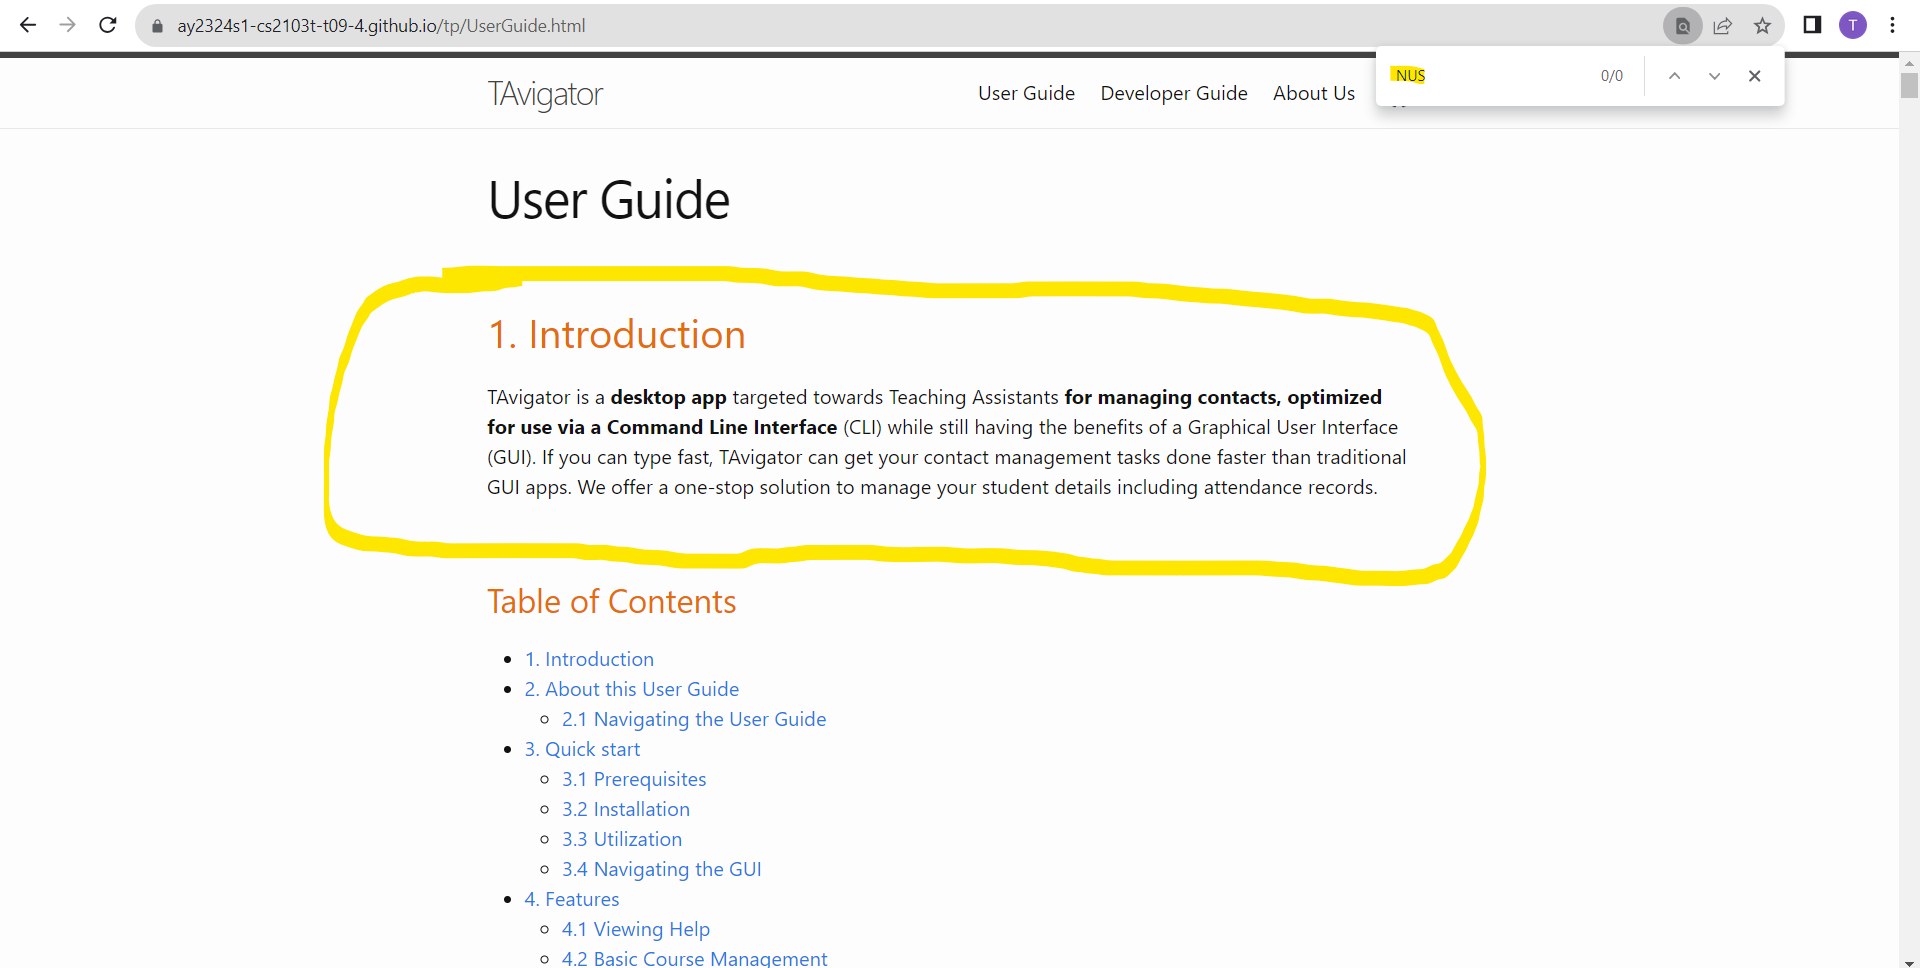 ay2324s1-cs2103t-t09-4.github.io/tp/UserGuide.html
T
NUS
0/0
TAvigator
User Guide
Developer Guide
About Us
User Guide
1. Introduction
TAvigator is a desktop app targeted towards Teaching Assistants for managing contacts, optimized
for use via a Command Line Interface (CLI) while still having the benefits of a Graphical User Interface
(GUI). If you can type fast, TAvigator can get your contact management tasks done faster than traditional
GUI apps. We offer a one-stop solution to manage your student details including attendance records.
Table of Contents
1. Introduction
2. About this User Guide
2.1 Navigating the User Guide
3. Quick start
3.1 Prerequisites
3.2 Installation
3.3 Utilization
3.4 Navigating the GUI
4. Features
4.1 Viewing Help
4.2 Basic Course Management